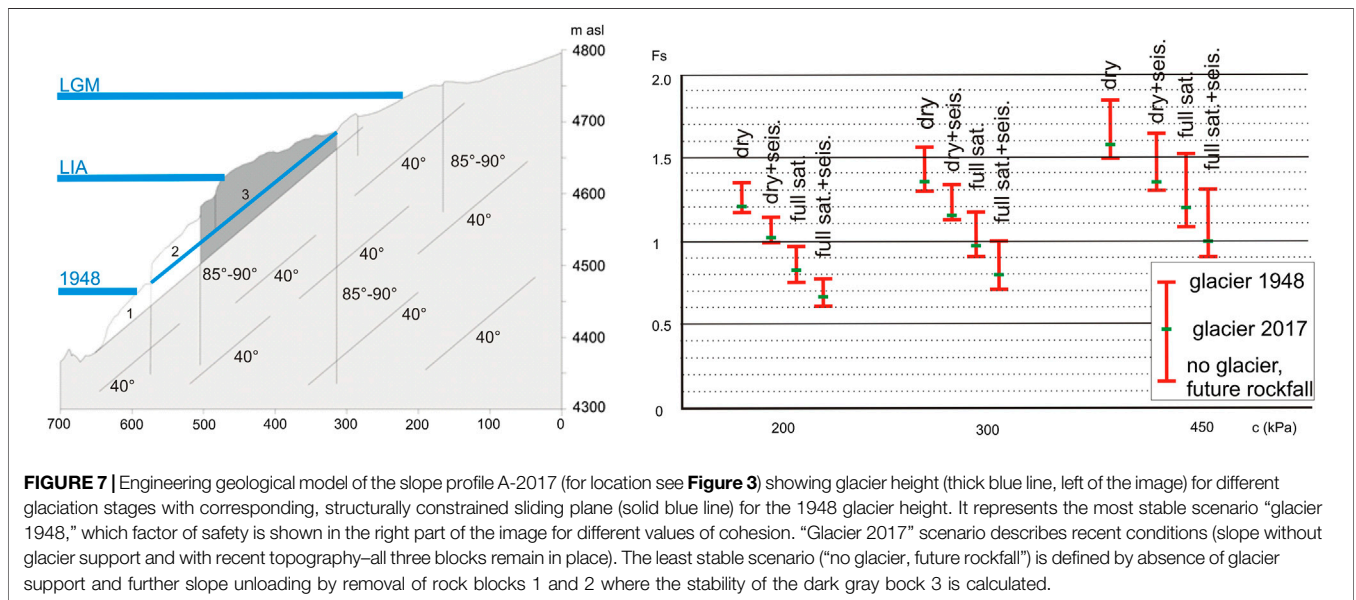 m asl
4800
4700
4600
4500
4400
4300
LGM
LIA
1948
3
2
1
40°
85°-90°
40°
40°
85°-90°
40°
85°-90°
40°
40°
40°
40°
700
600
500
400
300
200
100
0
Fs
2.0
1.5
1
0.5
0
dry
dry+seis.
full sat.
full sat.+seis.
dry
dry+seis.
full sat.
full sat.+seis.
dry
dry+seis.
full sat.
full sat.+seis.
glacier 1948
glacier 2017
no glacier,
future rockfall
200
300
450
c (kPa)
FIGURE 7 | Engineering geological model of the slope profile A-2017 (for location see Figure 3) showing glacier height (thick blue line, left of the image) for different
glaciation stages with corresponding, structurally constrained sliding plane (solid blue line) for the 1948 glacier height. It represents the most stable scenario “glacier
1948,” which factor of safety is shown in the right part of the image for different values of cohesion. “Glacier 2017” scenario describes recent conditions (slope without
glacier support and with recent topography–all three blocks remain in place). The least stable scenario (“no glacier, future rockfall”) is defined by absence of glacier
support and further slope unloading by removal of rock blocks 1 and 2 where the stability of the dark gray bock 3 is calculated.